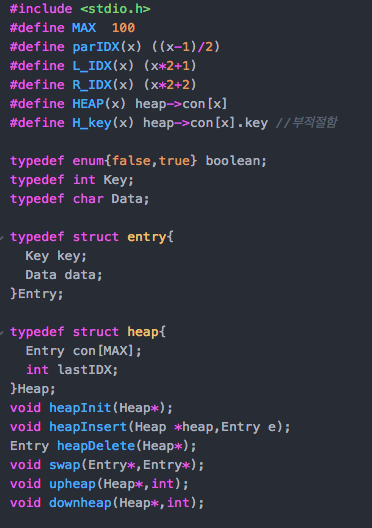 #include <stdio.h>
#define MAX  100
#define parIDX(x) ((x-1)/2)
#define L_IDX(x) (x*2+1)
#define R_IDX(x) (x*2+2)
#define HEAP(x) heap->con[x]
#define H_key(x) heap->con[x].key //부적절함

typedef enum{false,true} boolean;
typedef int Key;
typedef char Data;

typedef struct entry{
  Key key;
  Data data;
}Entry;

typedef struct heap{
  Entry con[MAX];
  int lastIDX;
}Heap;
void heapInit(Heap*);
void heapInsert(Heap *heap,Entry e);
Entry heapDelete(Heap*);
void swap(Entry*,Entry*);
void upheap(Heap*,int);
void downheap(Heap*,int);